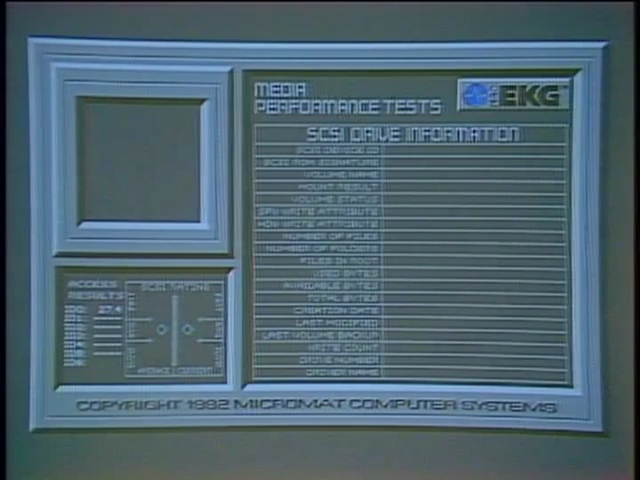 MEDIA
PERFORMANCE TESTS
EKG
SCSI DRIVE INFORMATION
SCSI DEVICE ID
SCSI ROM SIGNATURE
VOLUME NAME
MOUNT RESULT
VOLUME STATUS
S/W WRITE ATTRIBUTE
H/W WRITE ATTRIBUTE
NUMBER OF FILES
NUMBER OF FOLDERS
FILES IN ROOT
USED BYTES
AVAILABLE BYTES
TOTAL BYTES
CREATION DATE
LAST MODIFIED
LAST VOLUME BACKUP
WRITE COUNT
DRIVE NUMBER
DRIVER NAME
ACCESS
RESULTS
27.4
SCSI RATING
COPYRIGHT 1992 MICROMAT COMPUTER SYSTEMS